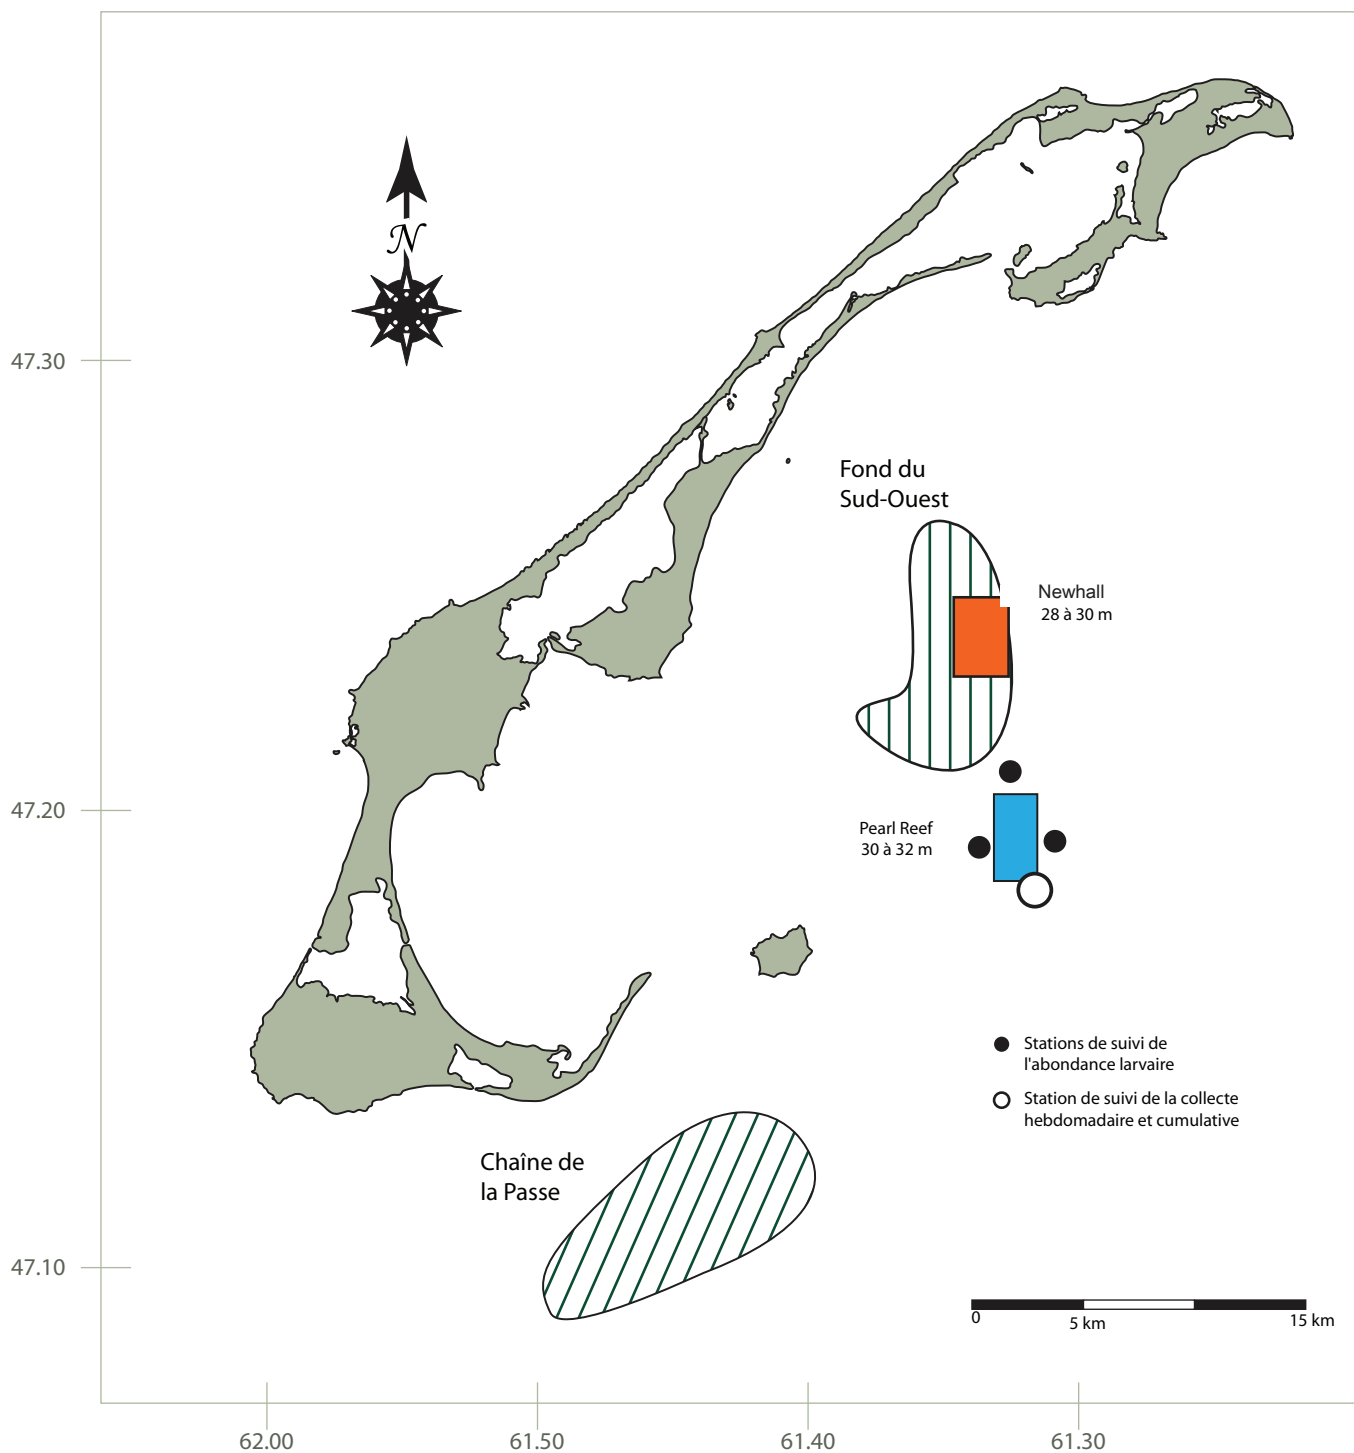 N
47.30
Fond du
Sud-Ouest
Newhall
28 à 30 m
47.20
Pearl Reef
30 à 32 m
Stations de suivi de
l'abondance larvaire
Station de suivi de la collecte
hebdomadaire et cumulative
Chaîne de
la Passe
47.10
0
5 km
15 km
62.00
61.50
61.40
61.30